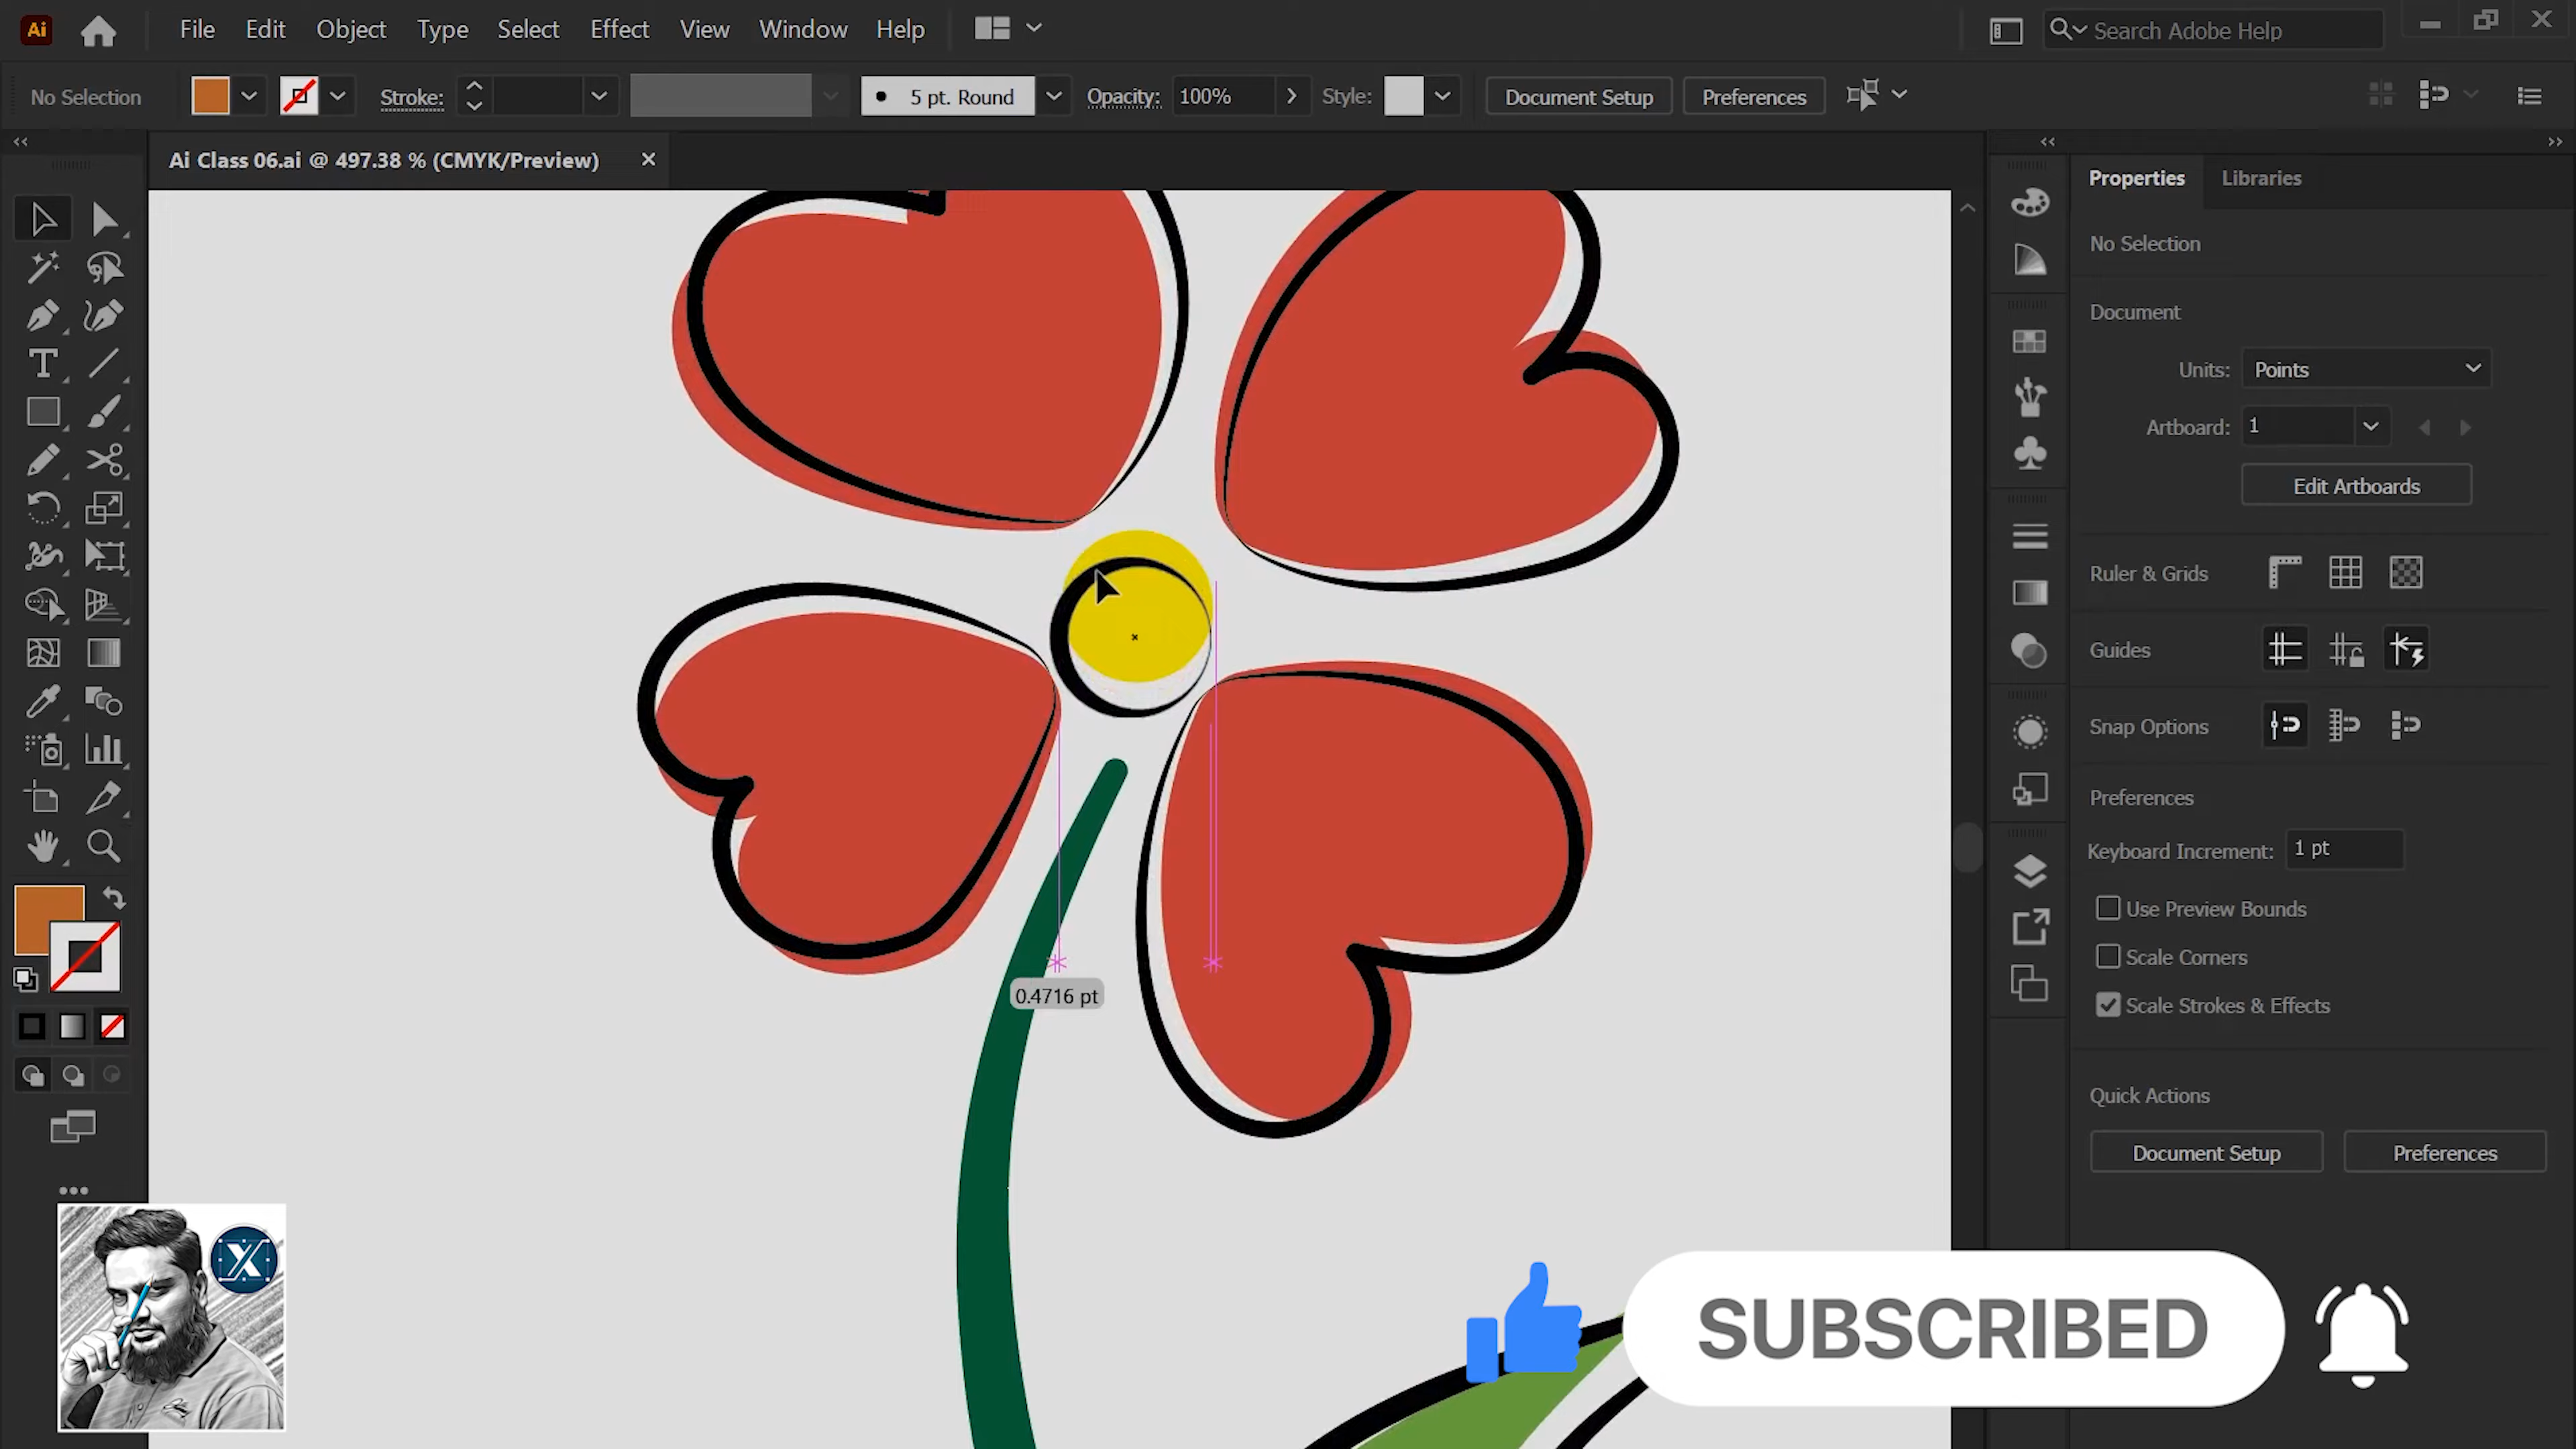 Ai
File Edit Object Type Select Effect View Window Help
Search Adobe Help
No Selection
Stroke:
5 pt. Round
Opacity: 100%
Style:
Document Setup
Preferences
Ai Class 06.ai @ 497.38 % (CMYK/Preview)
Properties Libraries
No Selection
Document
Units: Points
Artboard: 1
Edit Artboards
Ruler & Grids
Guides
Snap Options
Preferences
Keyboard Increment: 1 pt
Use Preview Bounds
Scale Corners
Scale Strokes & Effects
Quick Actions
Document Setup Preferences
0.4716 pt
X
SUBSCRIBED